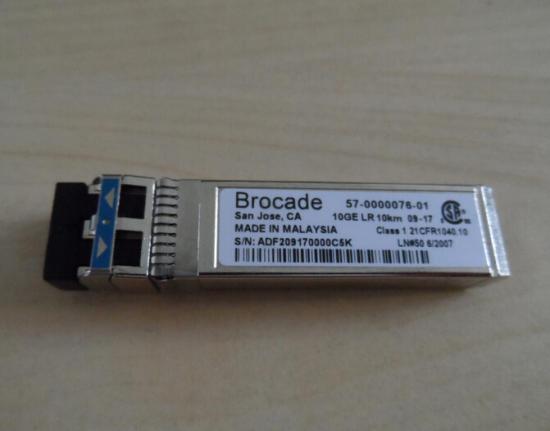 Brocade 57-0000076-01
San Jose, CA 10GE LR 10km 09-17
MADE IN MALAYSIA Class 1 21CFR1040.10
S/N: ADF209170000C5K LN#50 6/2007